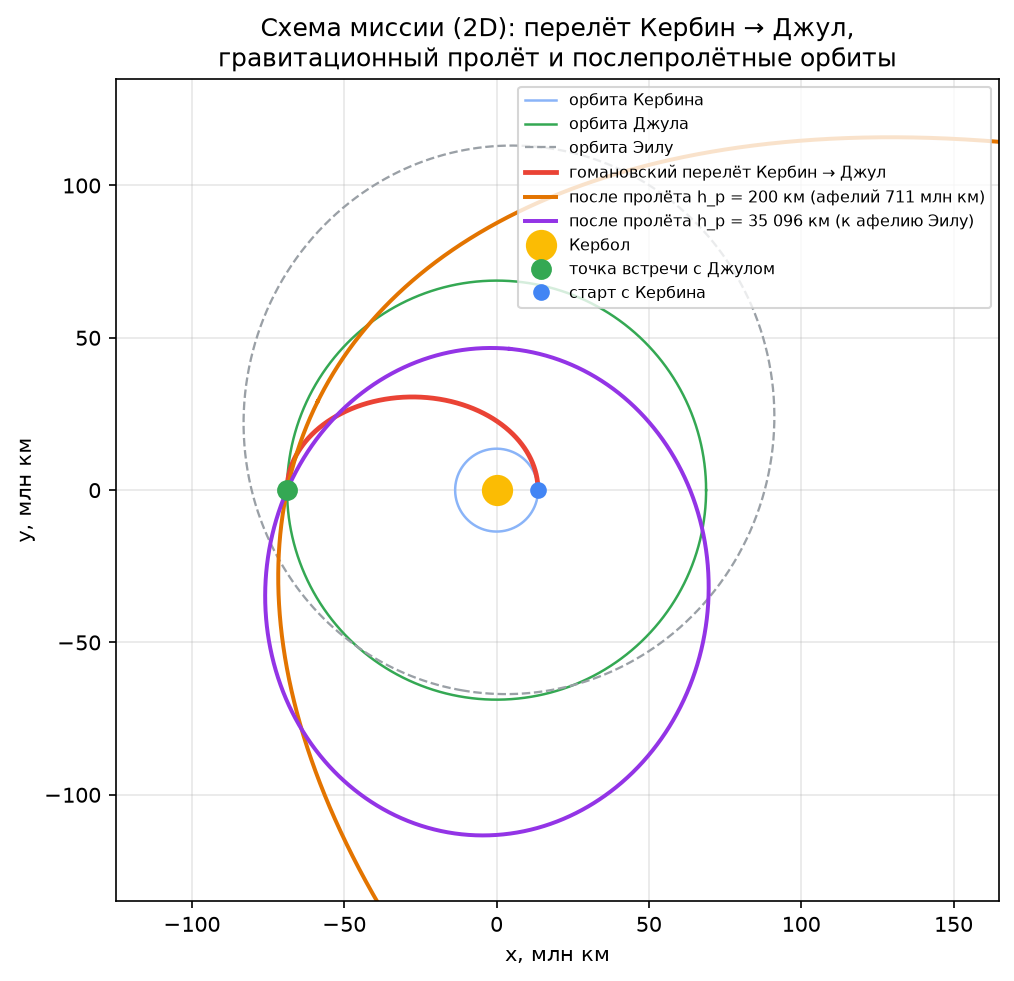 Схема миссии (2D): перелёт Кербин → Джул,
гравитационный пролёт и послепролётные орбиты
орбита Кербина
орбита Джула
орбита Эилу
гомановский перелёт Кербин → Джул
после пролёта h_p = 200 км (афелий 711 млн км)
после пролёта h_p = 35 096 км (к афелию Эилу)
Кербол
точка встречи с Джулом
старт с Кербина
y, млн км
100
50
0
−50
−100
−100 −50 0 50 100 150
x, млн км